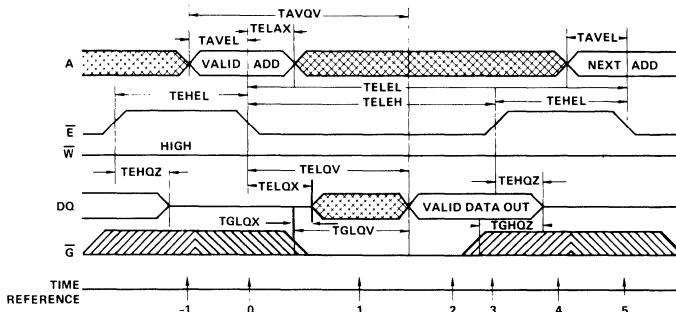 TAVQV
TAVEL TELAX TAVEL
A VALID ADD NEXT ADD
TELEL
TEHEL TELEH TEHEL
E
W HIGH
TEHQZ TELQV TEHQZ
TELQX
DQ VALID DATA OUT
TGLQX TGLQV TGHQZ
G
TIME
REFERENCE
-1 0 1 2 3 4 5